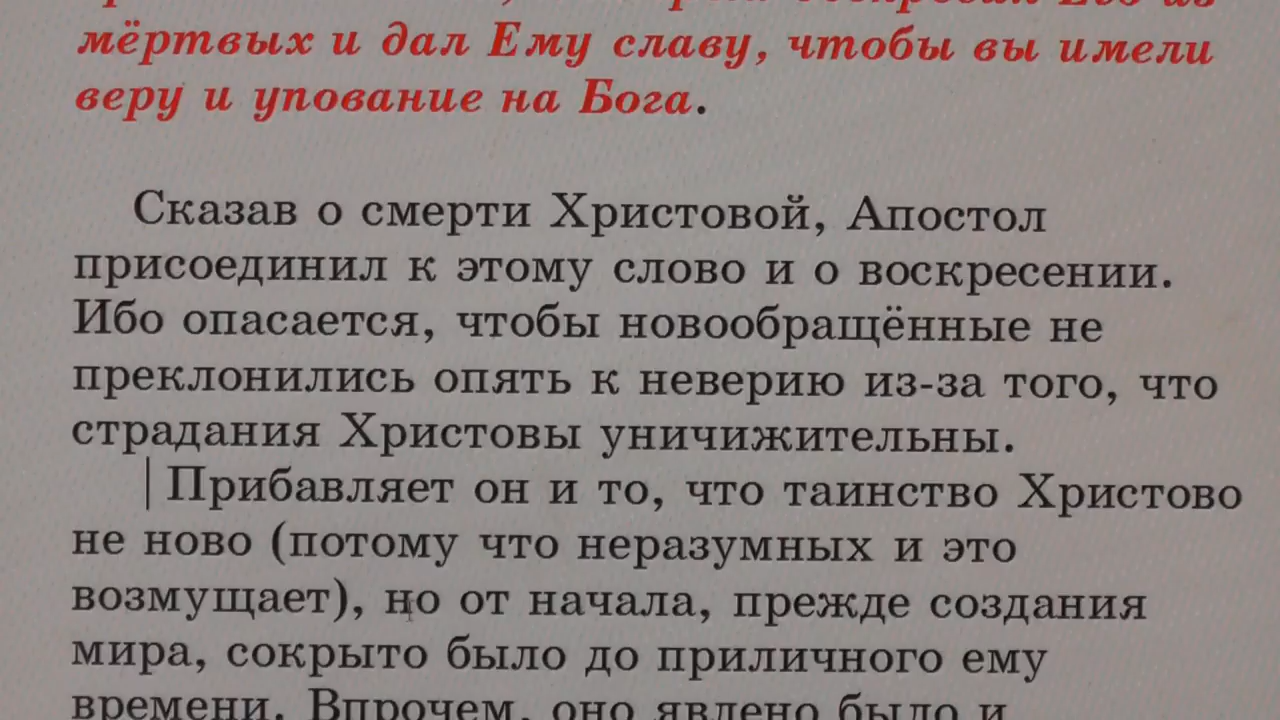 мёртвых и дал Ему славу, чтобы вы имели
веру и упование на Бога.
Сказав о смерти Христовой, Апостол
присоединил к этому слово и о воскресении.
Ибо опасается, чтобы новообращённые не
преклонились опять к неверию из-за того, что
страдания Христовы уничижительны.
Прибавляет он и то, что таинство Христово
не ново (потому что неразумных и это
возмущает), но от начала, прежде создания
мира, сокрыто было до приличного ему
времени. Впрочем, оно явлено было и